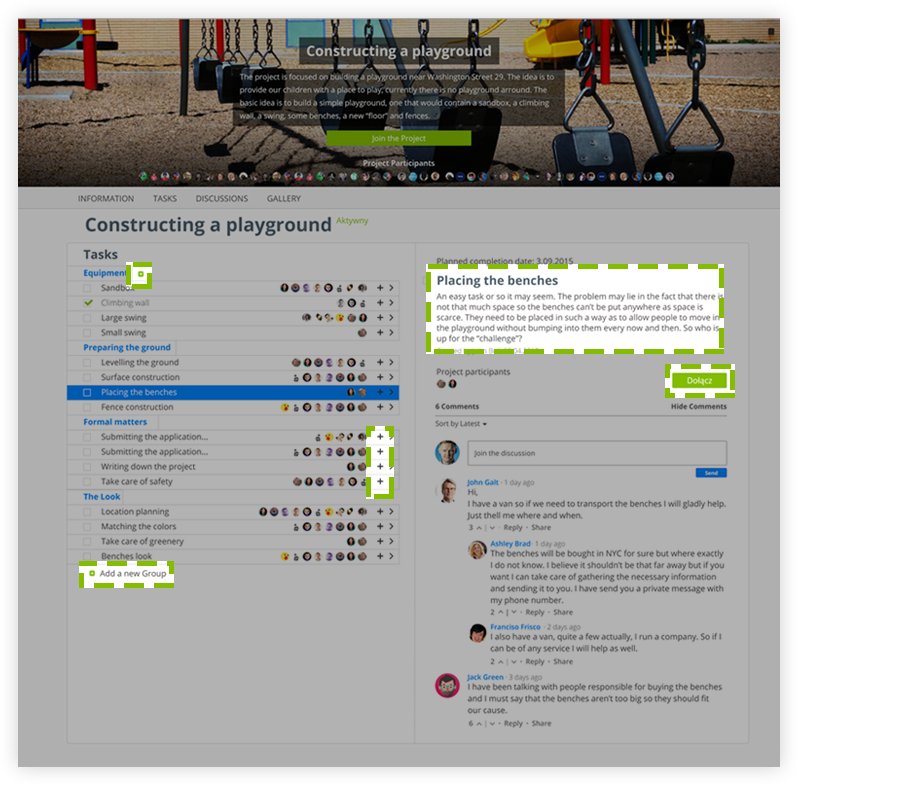 Constructing a playground
The project is focused on building a playground near Washington Street 29. The idea is to
provide our children with a place to play; currently there is no playground arround. The
basic idea is to build a simple playground, one that would contain a sandbox, a climbing
wall, a swing, some benches, a new "floor" and fences.
Join the Project
Project Participants
INFORMATION TASKS DISCUSSIONS GALLERY
Constructing a playground Aktywny
Tasks
Equipment
Sandbox
Climbing wall
Large swing
Small swing
Preparing the ground
Levelling the ground
Surface construction
Placing the benches
Fence construction
Formal matters
Submitting the application...
Submitting the application...
Writing down the project
Take care of safety
The Look
Location planning
Matching the colors
Take care of greenery
Benches look
Add a new Group
Planned completion date: 3.09.2015
Placing the benches
An easy task or so it may seem. The problem may lie in the fact that there is
not that much space so the benches can't be put anywhere as space is
scarce. They need to be placed in such a way as to allow people to move in
the playground without bumping into them every now and then. So who is
up for the "challenge"?
Project participants
Dołącz
6 Comments Hide Comments
Sort by Latest
Join the discussion
Send
John Galt · 1 day ago
Hi,
I have a van so if we need to transport the benches I will gladly help.
Just thell me where and when.
3 | · Reply · Share
Ashley Brad · 1 day ago
The benches will be bought in NYC for sure but where exactly
I do not know. I believe it shouldn't be that far away but if you
want I can take care of gathering the necessary information
and sending it to you. I have send you a private message with
my phone number.
2 | · Reply · Share
Franciso Frisco · 2 days ago
I also have a van, quite a few actually, I run a company. So if I
can be of any service I will help as well.
2 | · Reply · Share
Jack Green · 3 days ago
I have been talking with people responsible for buying the benches
and I must say that the benches aren't too big so they should fit
our cause.
6 | · Reply · Share